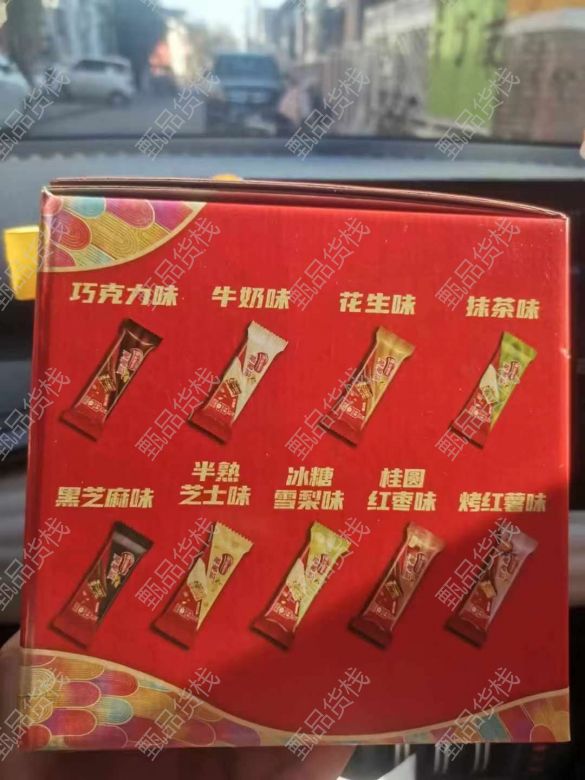 巧克力味
牛奶味
花生味
抹茶味
黑芝麻味
半熟
芝士味
冰糖
雪梨味
桂圆
红枣味
烤红薯味
甄品货栈